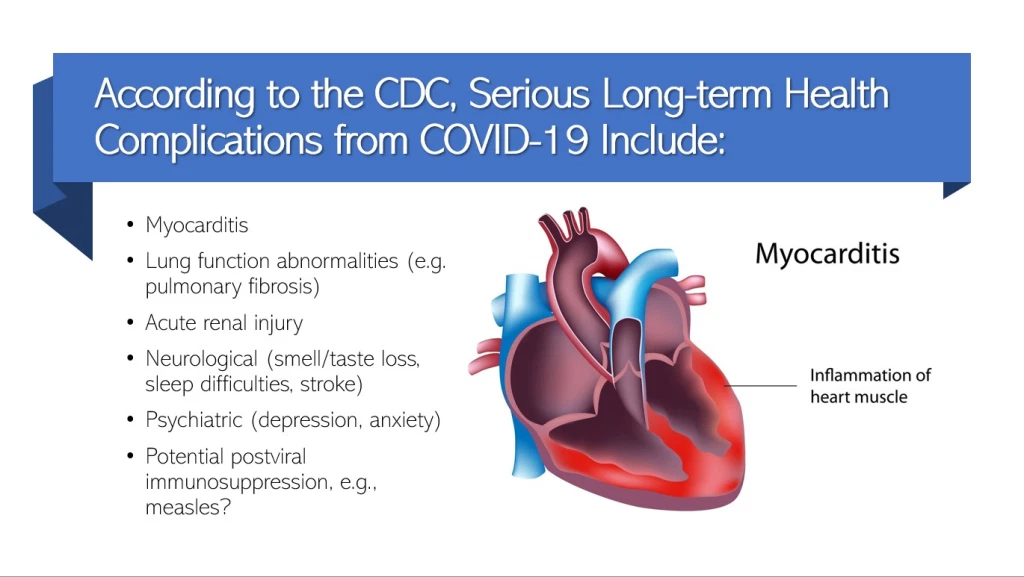 According to the CDC, Serious Long-term Health
Complications from COVID-19 Include:
• Myocarditis
• Lung function abnormalities (e.g.
pulmonary fibrosis)
• Acute renal injury
• Neurological (smell/taste loss,
sleep difficulties, stroke)
• Psychiatric (depression, anxiety)
• Potential postviral
immunosuppression, e.g.,
measles?
Myocarditis
Inflammation of
heart muscle